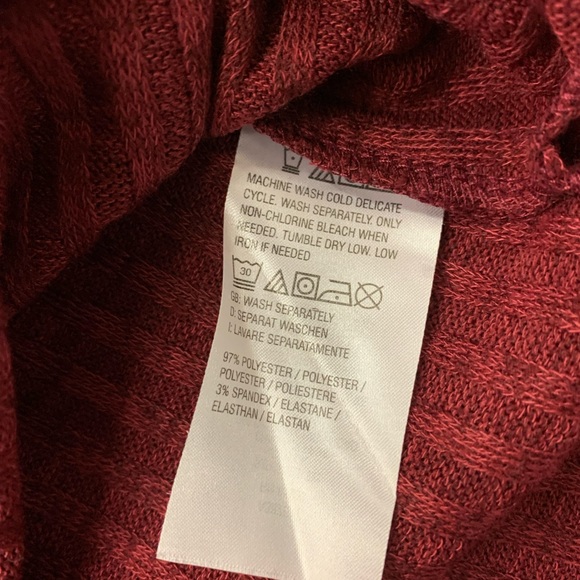 MACHINE WASH COLD DELICATE
CYCLE. WASH SEPARATELY. ONLY
NON-CHLORINE BLEACH WHEN
NEEDED. TUMBLE DRY LOW. LOW
IRON IF NEEDED
30
GB: WASH SEPARATELY
D: SEPARAT WASCHEN
I: LAVARE SEPARATAMENTE
97% POLYESTER / POLYESTER /
POLYESTER / POLIESTERE
3% SPANDEX / ELASTANE /
ELASTHAN / ELASTAN